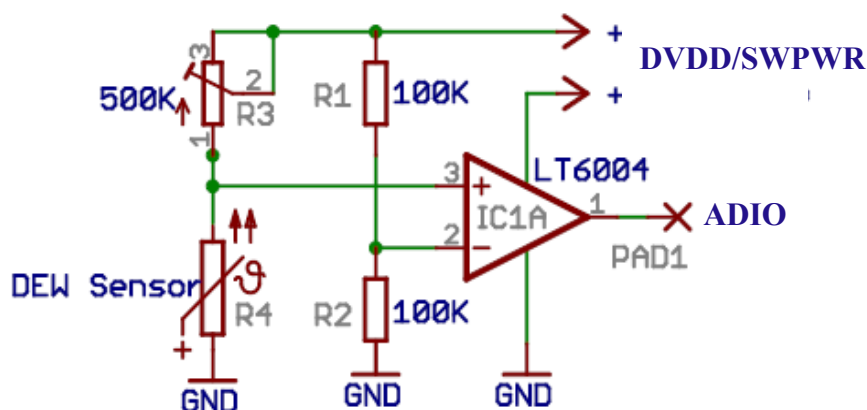 3
+
DVDD/SWPWR
500K
2
R3
R1
100K
+
1
LT6004
3
+
IC1A
1
ADIO
2
−
PAD1
DEW Sensor
ϑ
R4
R2
100K
+
GND
GND
GND